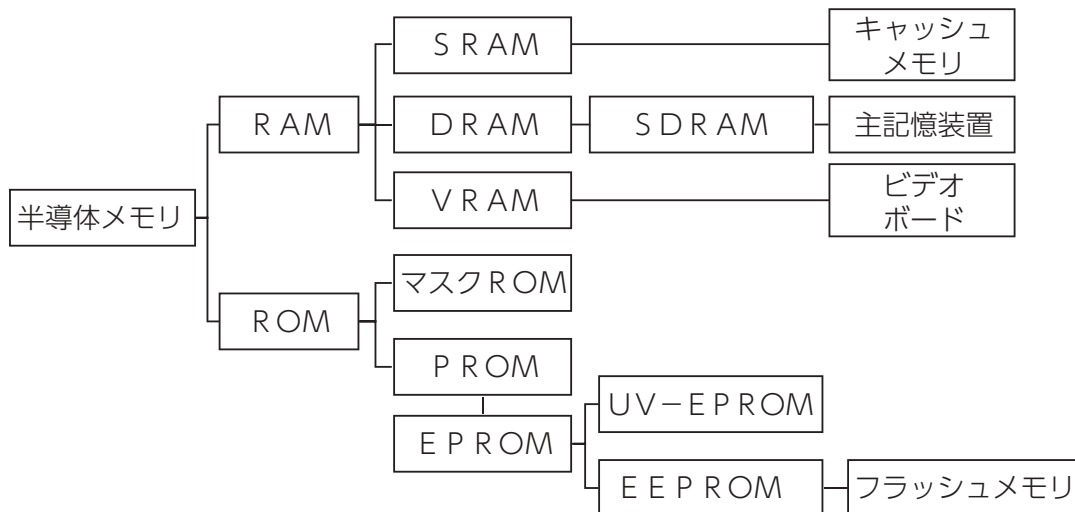 半導体メモリ
RAM
SRAM
キャッシュ
メモリ
DRAM
SDRAM
主記憶装置
VRAM
ビデオ
ボード
ROM
マスクROM
PROM
EPROM
UV－EPROM
EEPROM
フラッシュメモリ